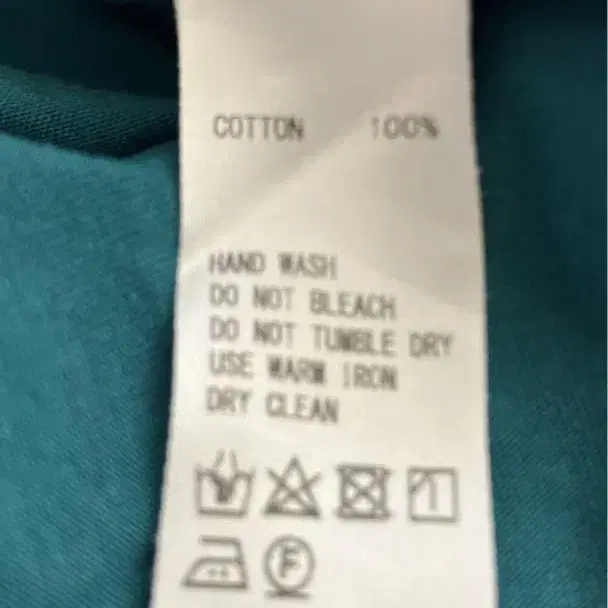 COTTON 100%
HAND WASH
DO NOT BLEACH
DO NOT TUMBLE DRY
USE WARM IRON
DRY CLEAN
F